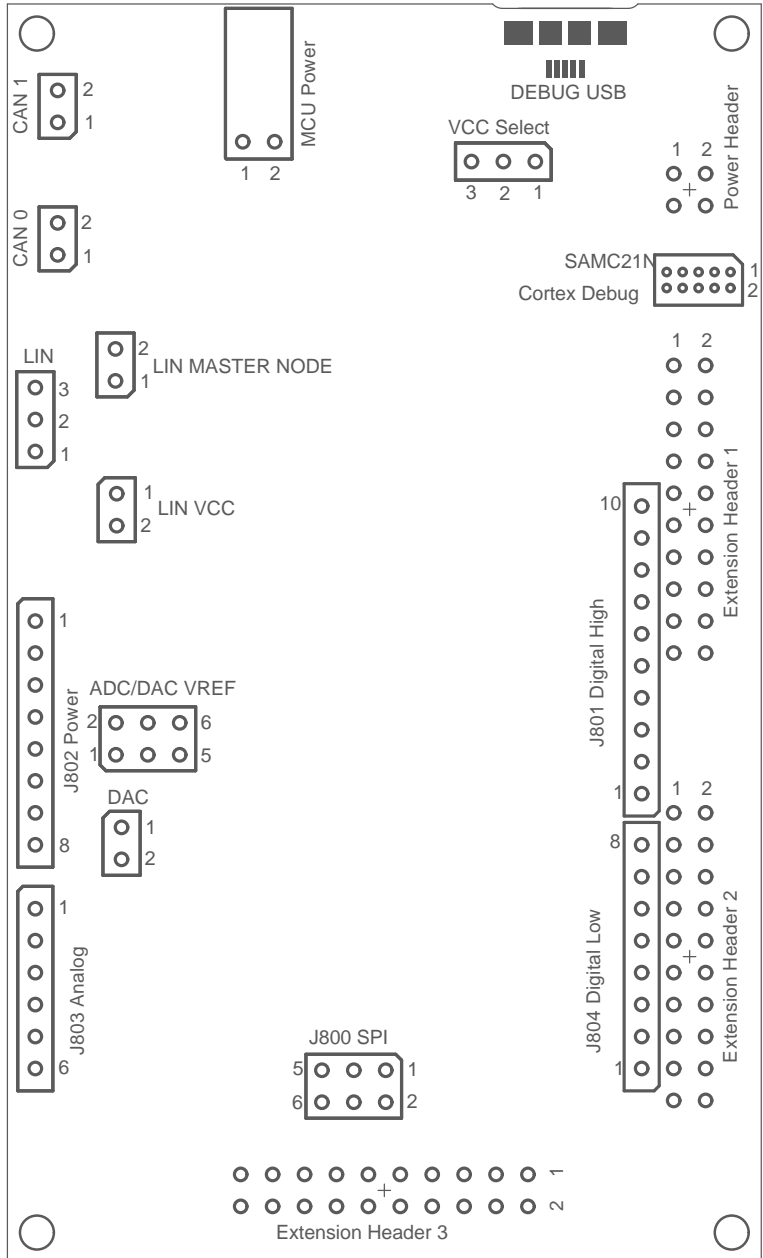 CAN 1
2
1
MCU Power
1 2
DEBUG USB
VCC Select
3 2 1
Power Header
1 2
CAN 0
2
1
SAMC21N
Cortex Debug
1
2
LIN
3
2
1
2
1
LIN MASTER NODE
1
2
LIN VCC
1 2
Extension Header 1
10
J801 Digital High
1
J802 Power
1
8
ADC/DAC VREF
2 6
1 5
DAC
1
2
J803 Analog
1
6
1 2
Extension Header 2
8
J804 Digital Low
1
J800 SPI
5 1
6 2
1
2
Extension Header 3